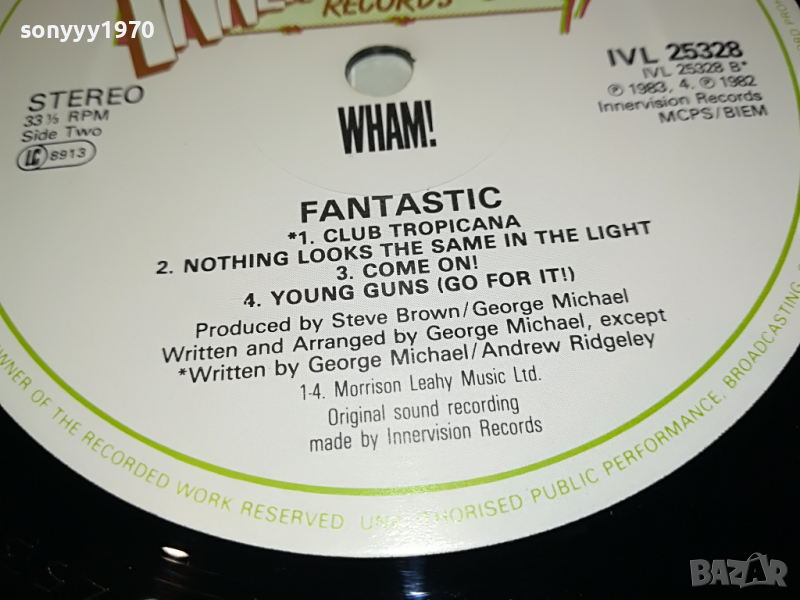 sonyyy1970
RECORDS
STEREO
33⅓ RPM
Side Two
LC 8913
IVL 25328
IVL 25328 B*
℗ 1983, 4. ℗ 1982
Innervision Records
MCPS/BIEM
WHAM!
FANTASTIC
*1. CLUB TROPICANA
2. NOTHING LOOKS THE SAME IN THE LIGHT
3. COME ON!
4. YOUNG GUNS (GO FOR IT!)
Produced by Steve Brown/George Michael
Written and Arranged by George Michael, except
*Written by George Michael/Andrew Ridgeley
1-4. Morrison Leahy Music Ltd.
Original sound recording
made by Innervision Records
OWNER OF THE RECORDED WORK RESERVED UNAUTHORISED PUBLIC PERFORMANCE, BROADCASTING
BAZAR